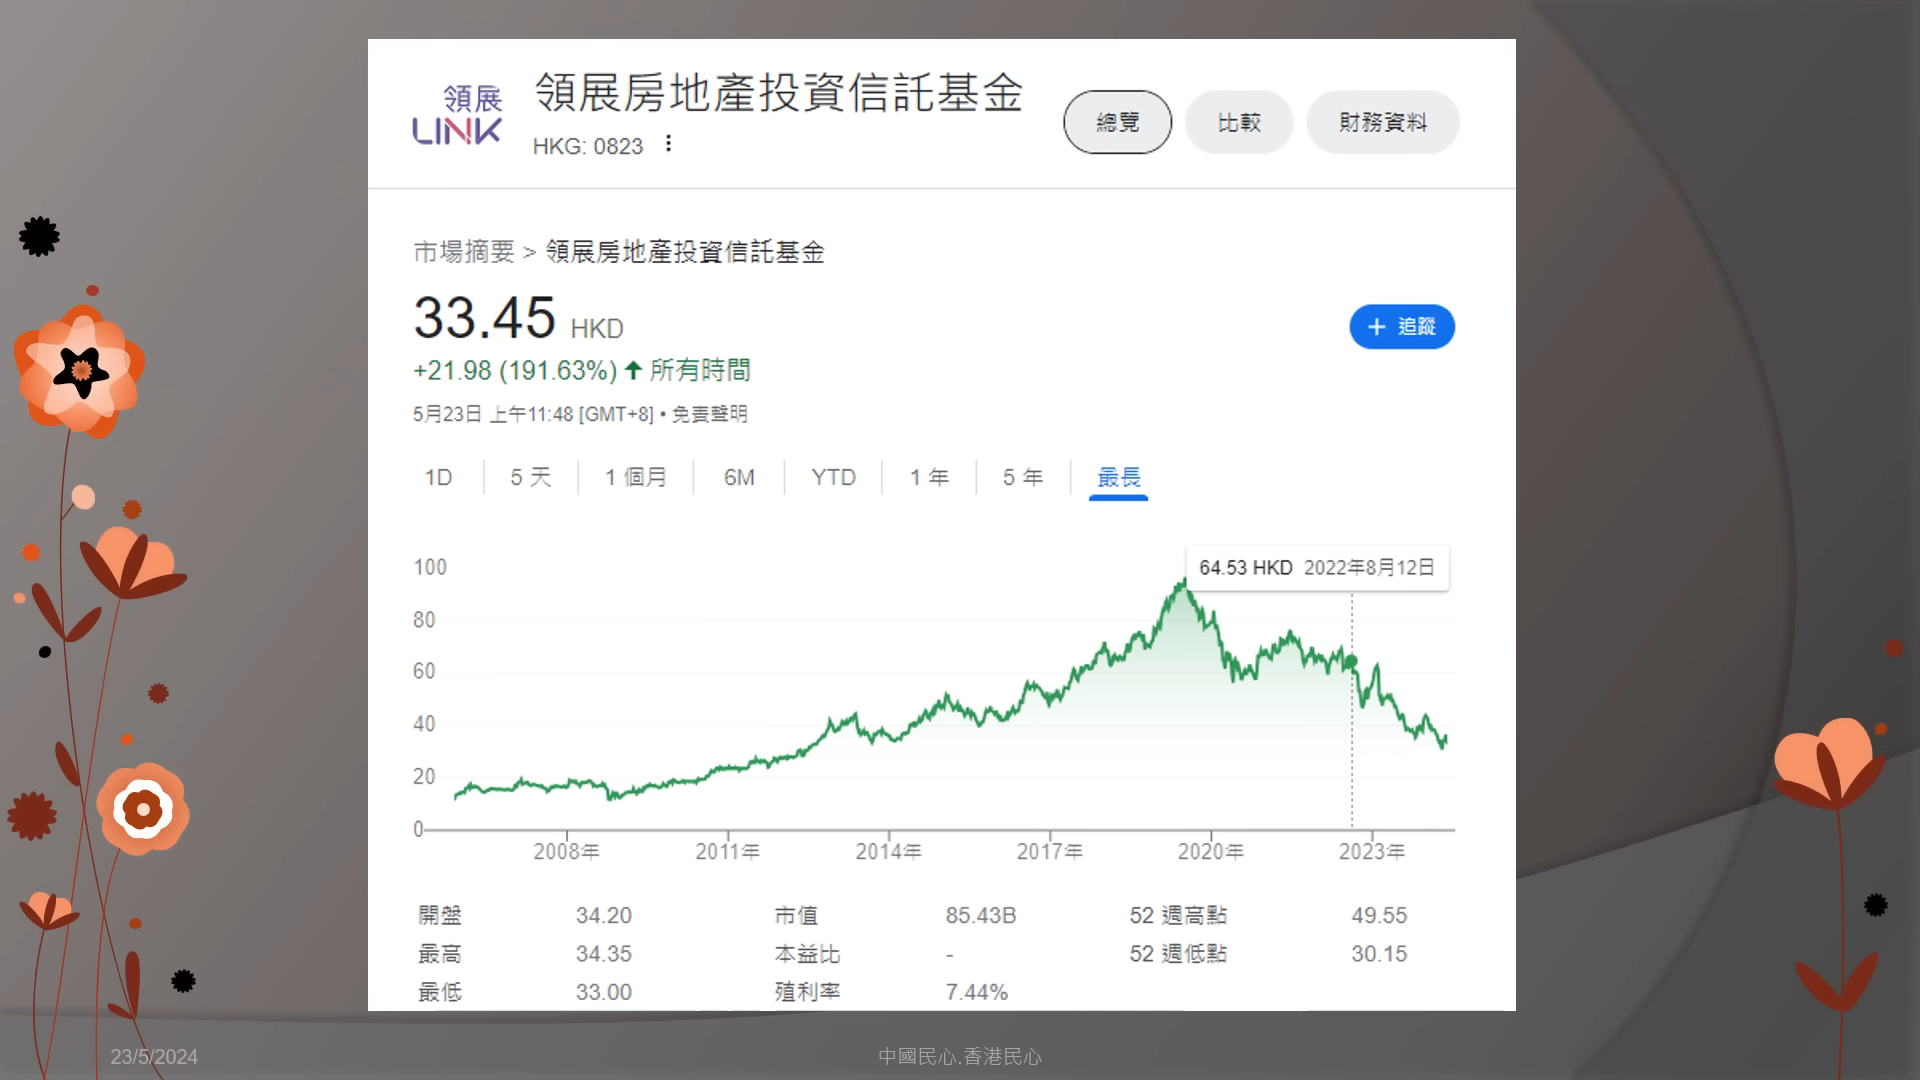 領展
LINK
領展房地產投資信託基金
HKG: 0823
總覽 比較 財務資料
市場摘要 > 領展房地產投資信託基金
33.45 HKD
+ 追蹤
+21.98 (191.63%) 所有時間
5月23日 上午11:48 [GMT+8] • 免責聲明
1D 5 天 1 個月 6M YTD 1 年 5 年 最長
64.53 HKD 2022年8月12日
100
80
60
40
20
0
2008年 2011年 2014年 2017年 2020年 2023年
開盤 34.20 市值 85.43B 52 週高點 49.55
最高 34.35 本益比 - 52 週低點 30.15
最低 33.00 殖利率 7.44%
23/5/2024 中國民心.香港民心